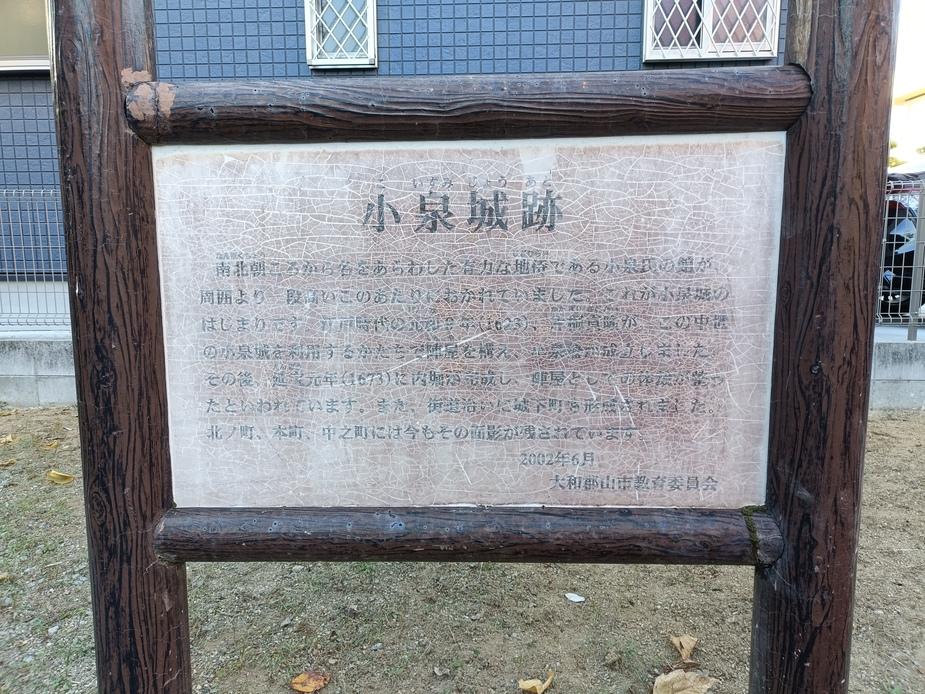 こ いずみ じょう あと
小泉城跡
南北朝ころから名をあらわした有力な地侍である小泉氏の館が、
周囲より一段高いこのあたりにおかれていました。これが小泉城の
はじまりです。江戸時代の元和9年(1623)、片桐貞隆が、この中世
の小泉城を利用するかたちで陣屋を構え、小泉藩が成立しました。
その後、延宝元年(1673)に内堀が完成し、陣屋としての体裁が整っ
たといわれています。また、街道沿いに城下町も形成されました。
北ノ町、本町、中之町には今もその面影が残されています。
2002年6月
大和郡山市教育委員会